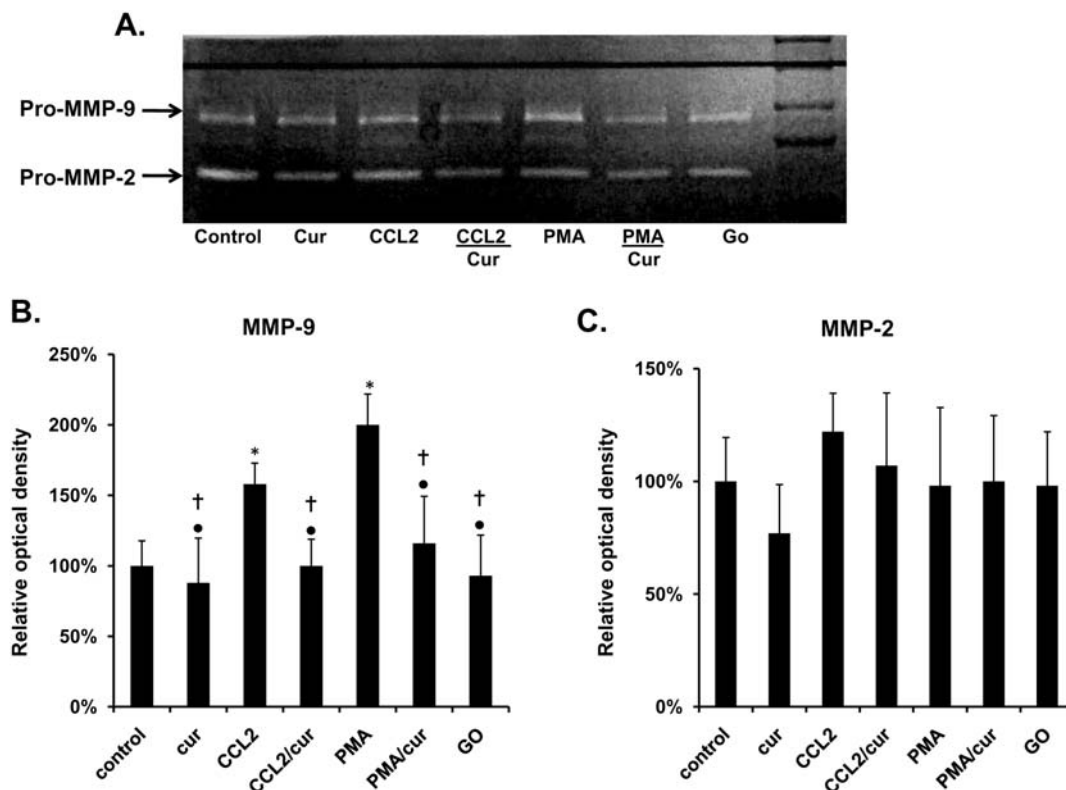 A.
Pro-MMP-9
Pro-MMP-2
Control Cur CCL2 CCL2 PMA PMA Go
Cur Cur
B.
MMP-9
250%
200%
150%
100%
50%
0%
Relative optical density
*
*
†
†
†
†
control cur CCL2 CCL2/cur PMA PMA/cur GO
C.
MMP-2
150%
100%
50%
0%
Relative optical density
control cur CCL2 CCL2/cur PMA PMA/cur GO